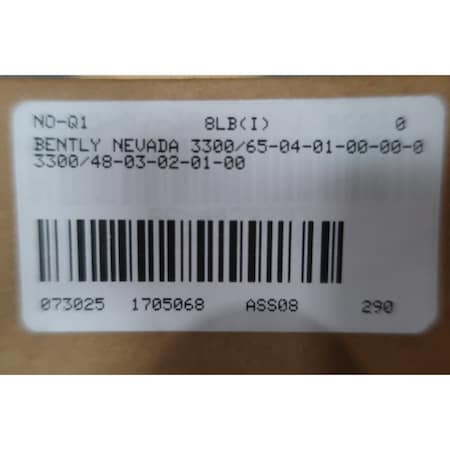 NO-Q1 8LB(I) 0
BENTLY NEVADA 3300/65-04-01-00-00-0
3300/48-03-02-01-00
073025 1705068 ASS08 290